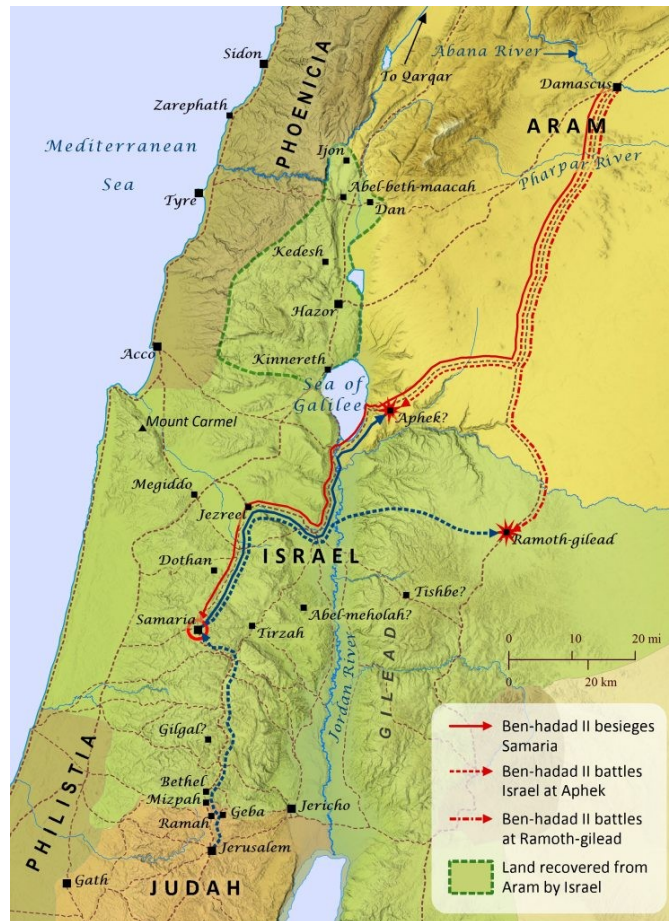 Abana River
Sidon
To Qarqar
Damascus
PHOENICIA
Zarephath
ARAM
Mediterranean
Sea
Ijon
Pharpar River
Abel-beth-maacah
Tyre
Dan
Kedesh
Hazor
Acco
Kinnereth
Sea of
Galilee
Aphek?
Mount Carmel
Megiddo
Jezreel
Ramoth-gilead
ISRAEL
Dothan
Tishbe?
Abel-meholah?
Samaria
Tirzah
Jordan River
GILEAD
0 20 mi
0 20 km
Gilgal?
PHILISTIA
Bethel
Mizpah
Ramah
Geba
Jericho
Jerusalem
Gath
JUDAH
Ben-hadad II besieges
Samaria
Ben-hadad II battles
Israel at Aphek
Ben-hadad II battles
at Ramoth-gilead
Land recovered from
Aram by Israel